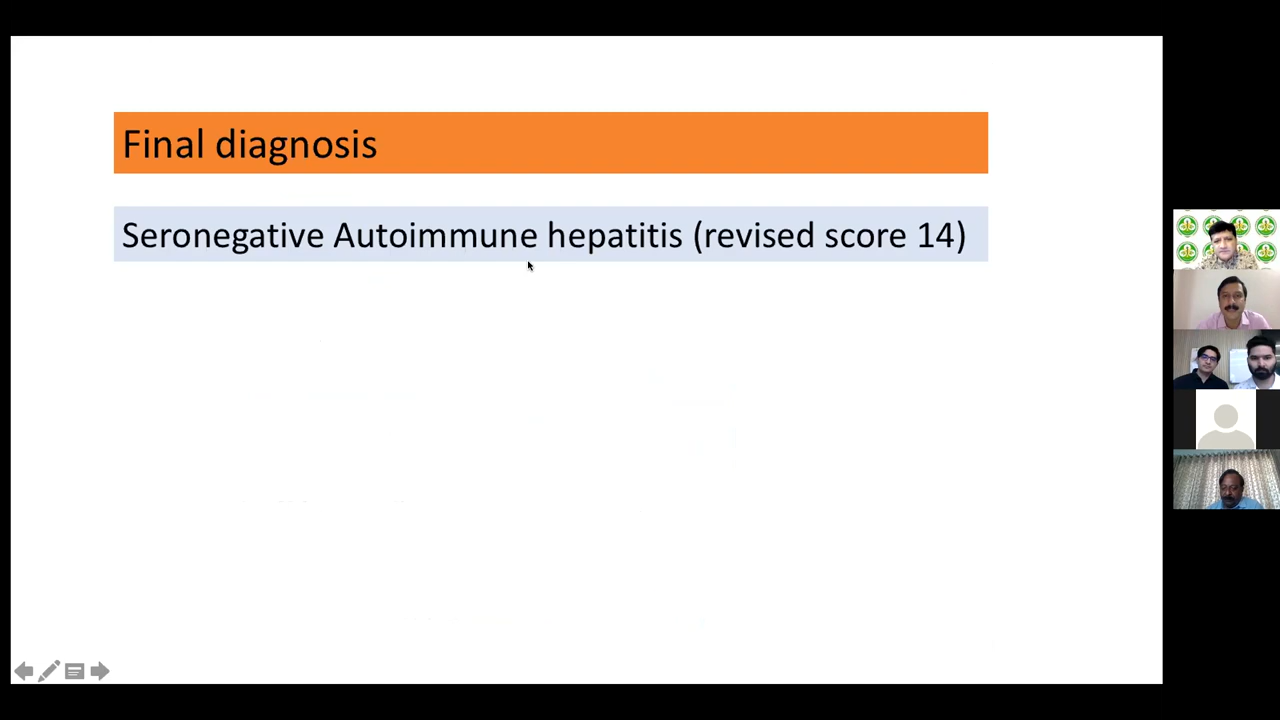 Final diagnosis
Seronegative Autoimmune hepatitis (revised score 14)